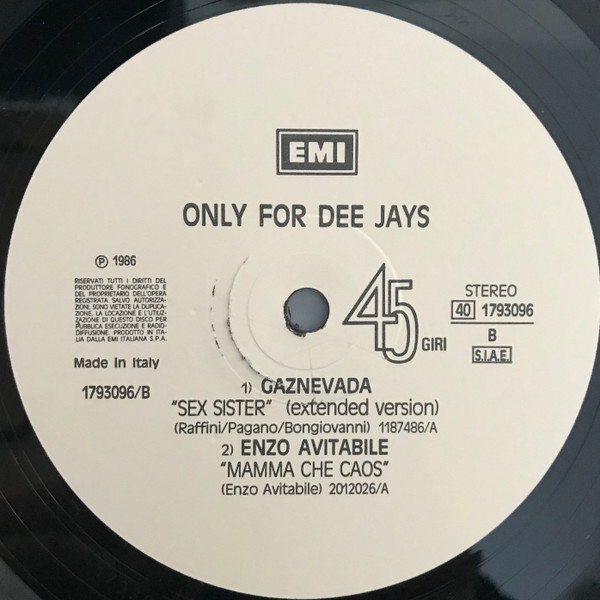 EMI
ONLY FOR DEE JAYS
℗ 1986
RISERVATI TUTTI I DIRITTI DEL
PRODUTTORE FONOGRAFICO E
DEL PROPRIETARIO DELL'OPERA
REGISTRATA SALVO AUTORIZZA-
ZIONI, SONO VIETATE LA DUPLICA-
ZIONE, LA LOCAZIONE E L'UTILIZ-
ZAZIONE DI QUESTO DISCO PER
PUBBLICA ESECUZIONE E RADIO-
DIFFUSIONE. PRODOTTO IN ITA-
LIA DALLA EMI ITALIANA S.P.A.
Made In Italy
1793096/B
45 GIRI
STEREO
40 1793096
B
S.I.A.E.
1) GAZNEVADA
"SEX SISTER" (extended version)
(Raffini/Pagano/Bongiovanni) 1187486/A
2) ENZO AVITABILE
"MAMMA CHE CAOS"
(Enzo Avitabile) 2012026/A